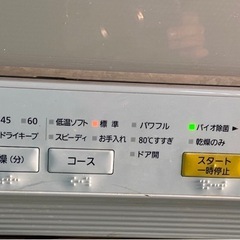 45 60 低温ソフト 標準 パワフル バイオ除菌
ドライキープ スピーディ お手入れ 80℃すすぎ 乾燥のみ
ドア開
燥(分) コース スタート
一時停止